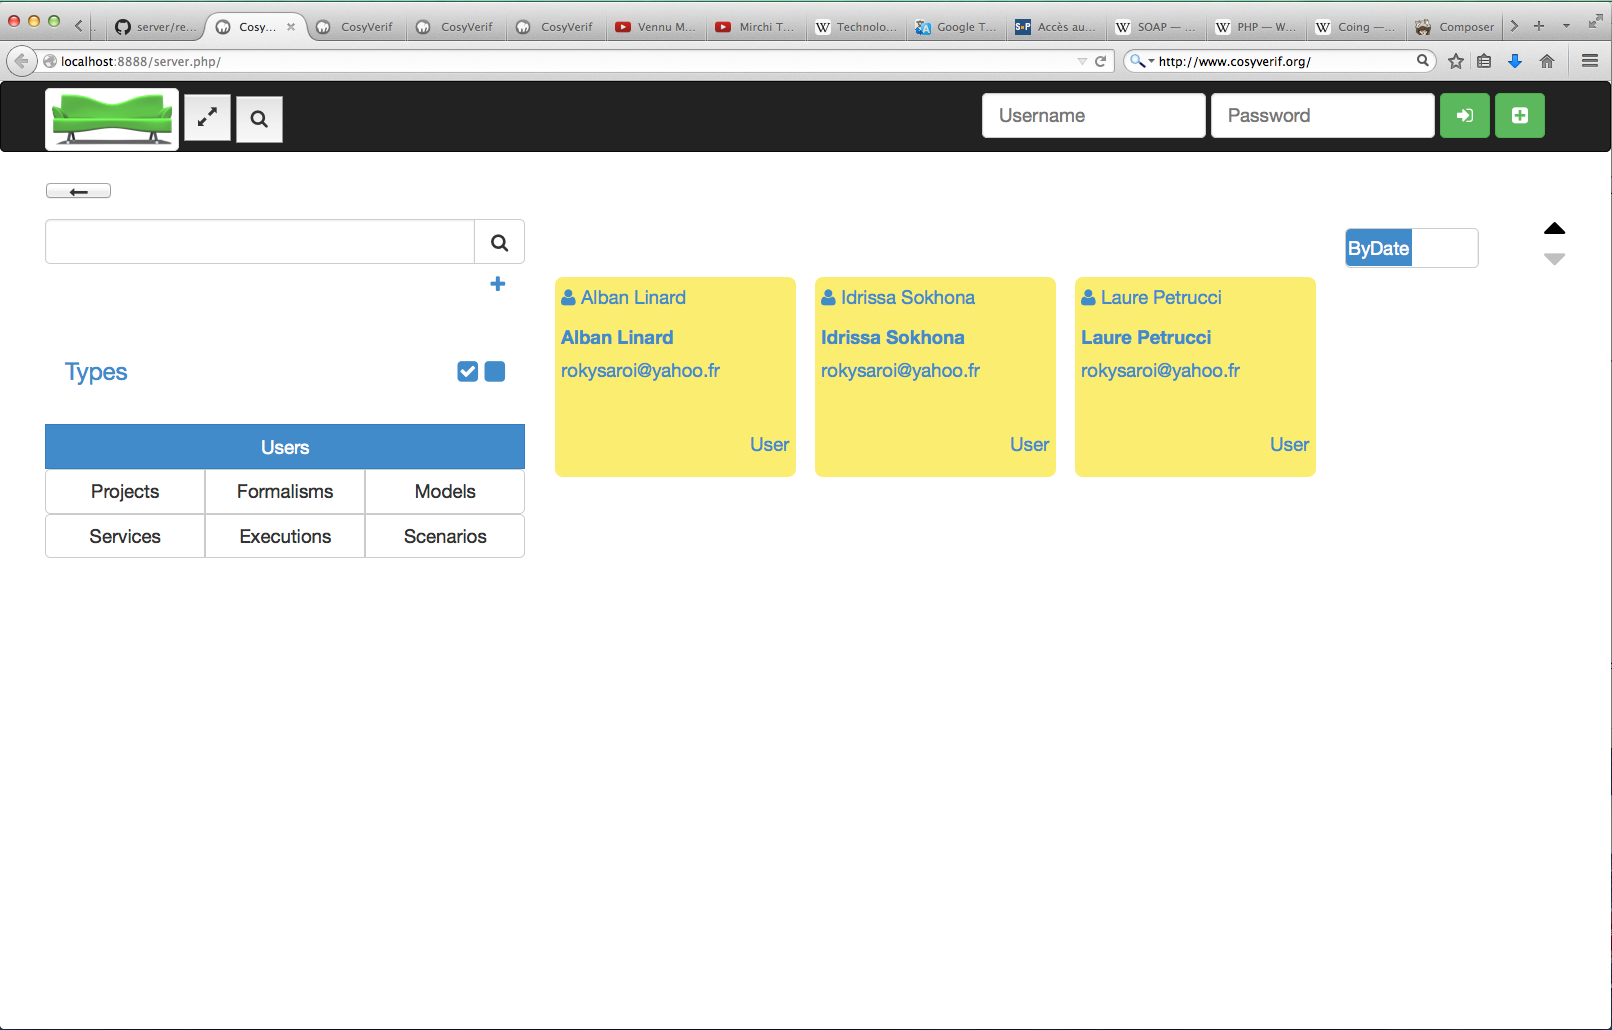 server/re...
Cosy...
CosyVerif
CosyVerif
CosyVerif
Vennu M...
Mirchi T...
Technolo...
Google T...
Accès au...
SOAP — ...
PHP — W...
Coing —...
Composer
localhost:8888/server.php/
http://www.cosyverif.org/
Username
Password
ByDate
Alban Linard
Alban Linard
rokysaroi@yahoo.fr
User
Idrissa Sokhona
Idrissa Sokhona
rokysaroi@yahoo.fr
User
Laure Petrucci
Laure Petrucci
rokysaroi@yahoo.fr
User
Types
Users
Projects
Formalisms
Models
Services
Executions
Scenarios